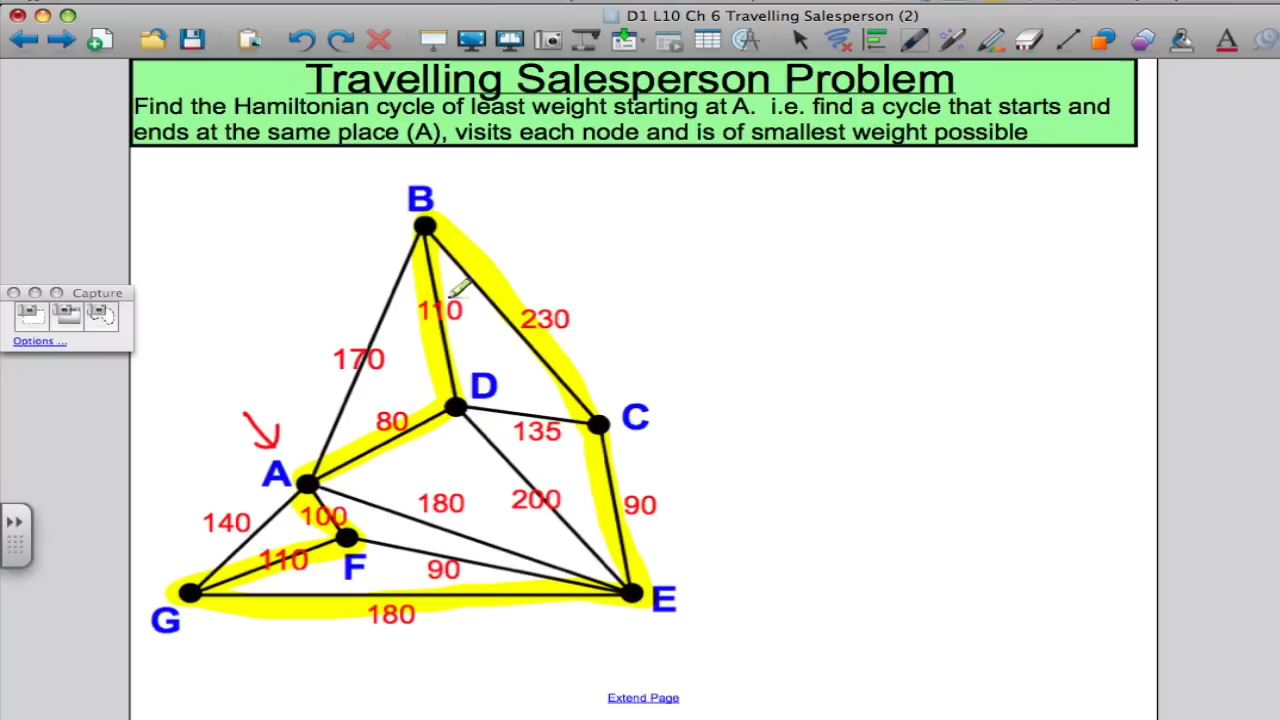 D1 L10 Ch 6 Travelling Salesperson (2)
Travelling Salesperson Problem
Find the Hamiltonian cycle of least weight starting at A. i.e. find a cycle that starts and
ends at the same place (A), visits each node and is of smallest weight possible
Capture
Options ...
B
110
230
170
D
80
C
135
A
180
200
90
140
100
110
F
90
E
G
180
Extend Page